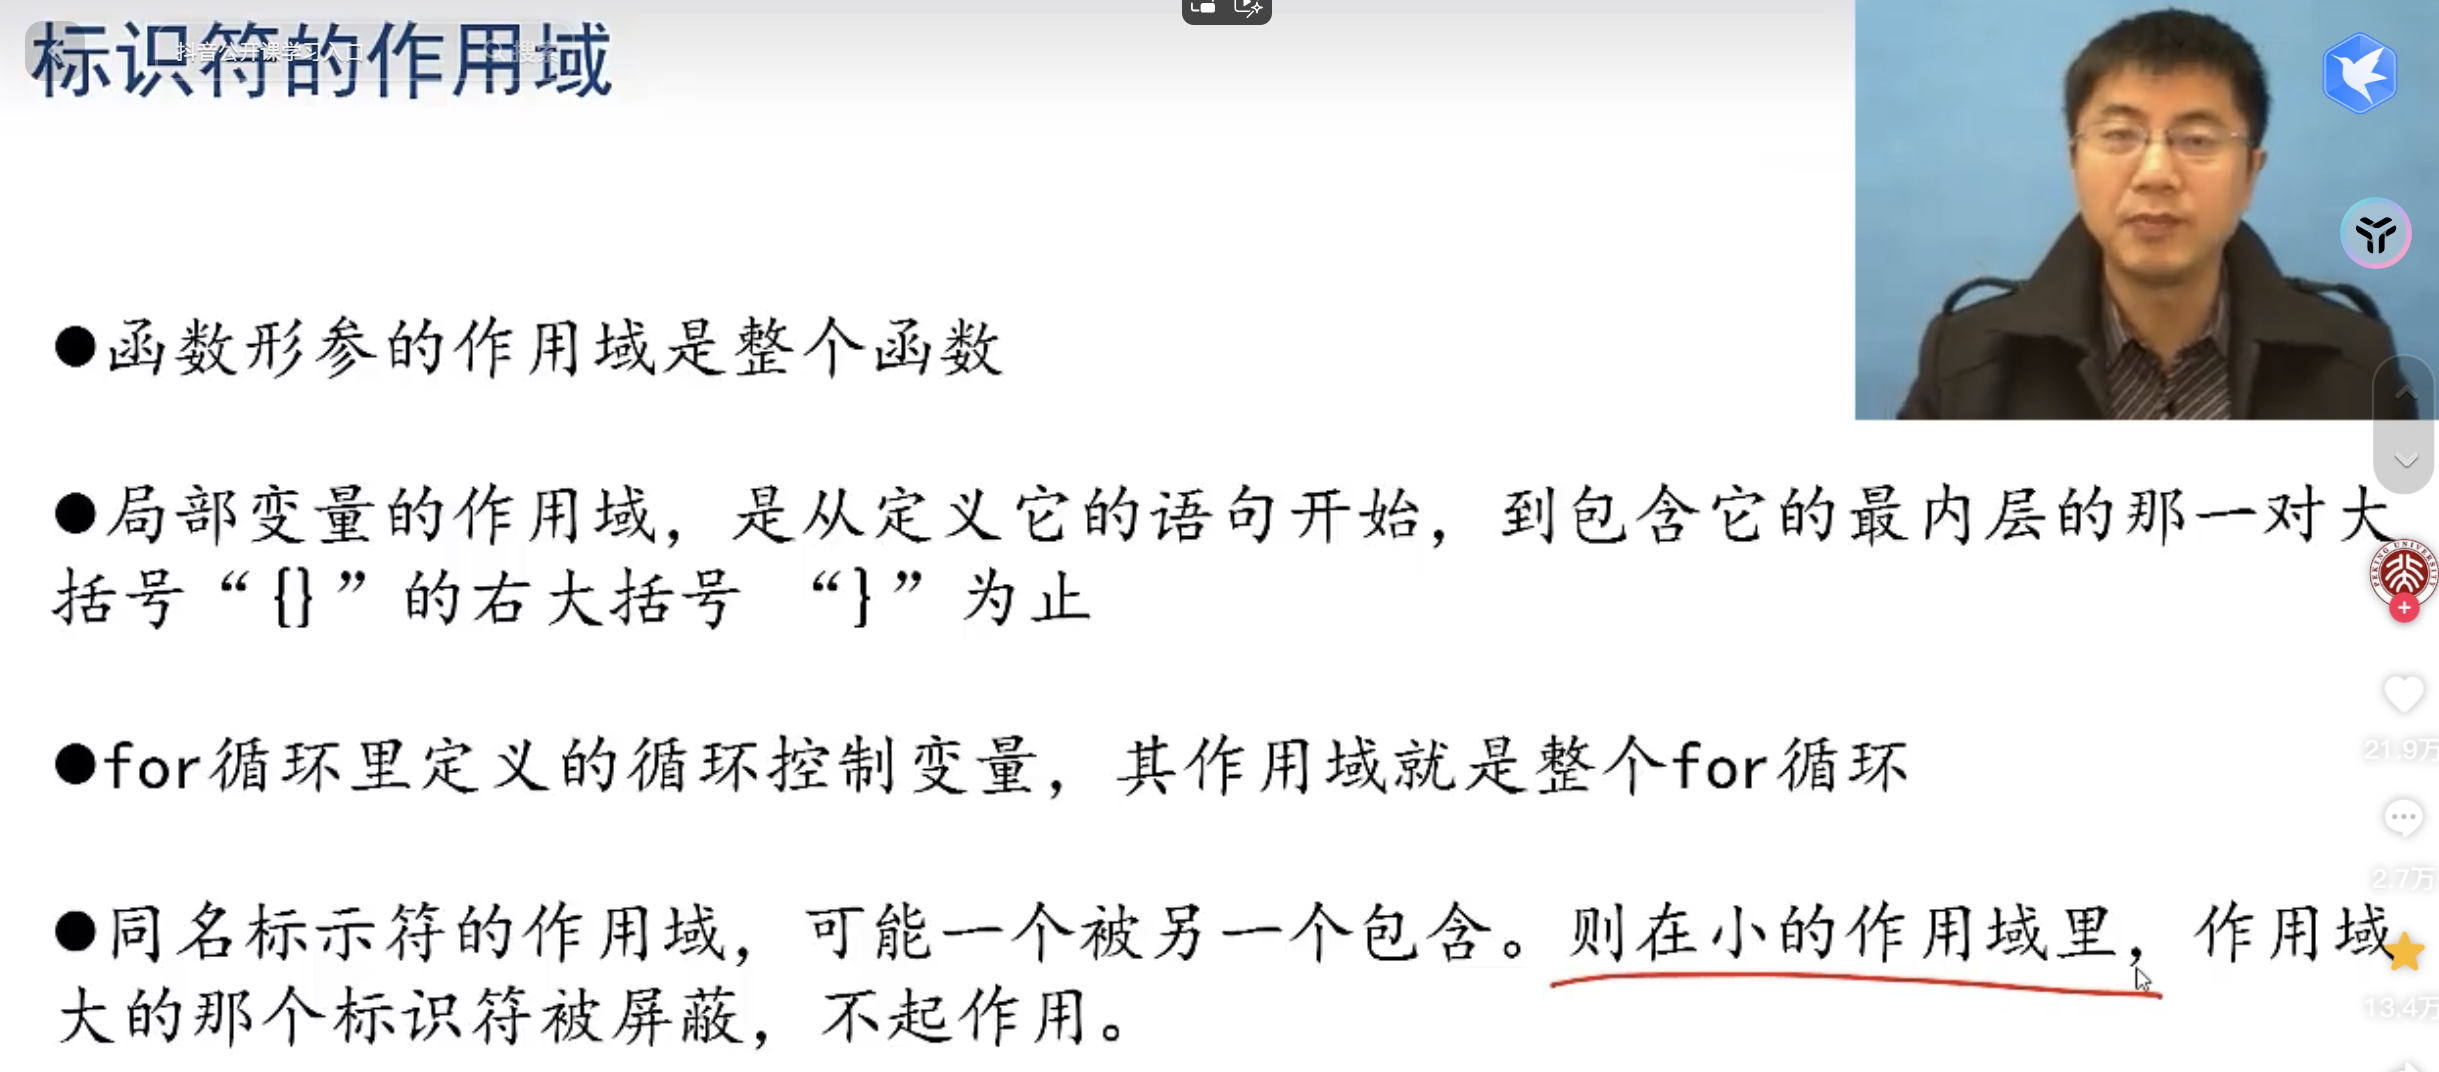 标识符的作用域
抖音公开课学习入口
搜索
●函数形参的作用域是整个函数
●局部变量的作用域，是从定义它的语句开始，到包含它的最内层的那一对大
括号“{}”的右大括号 “}”为止
●for循环里定义的循环控制变量，其作用域就是整个for循环
●同名标示符的作用域，可能一个被另一个包含。则在小的作用域里，作用域
大的那个标识符被屏蔽，不起作用。
PEKING UNIVERSITY
21.9万
2.7万
13.4万